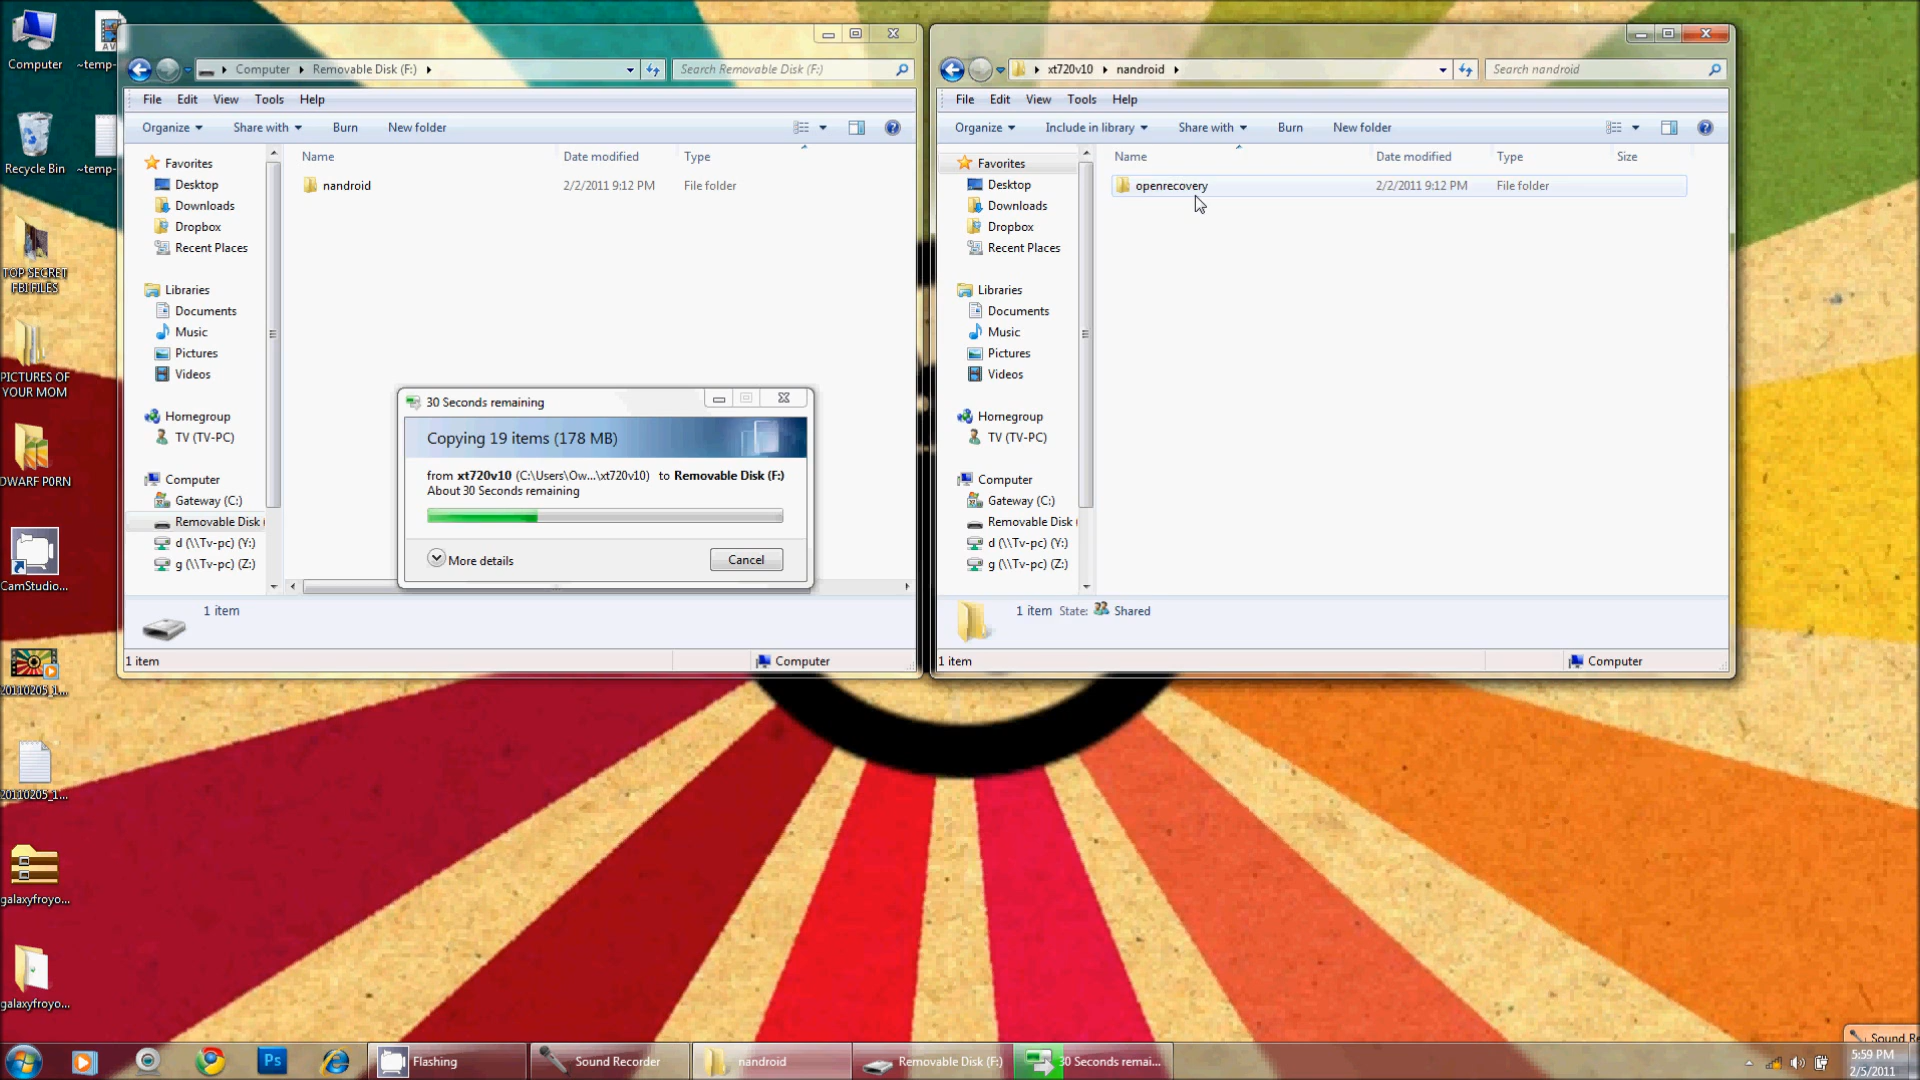 Computer
~temp-
Recycle Bin
~temp-
TOP SECRET
FBI FILES
PICTURES OF
YOUR MOM
DWARF P0RN
CamStudio...
20110205_1...
20110205_1...
galaxyfroyo...
galaxyfroyo...
Computer Removable Disk (F:)
Search Removable Disk (F:)
File Edit View Tools Help
Organize Share with Burn New folder
Name Date modified Type
nandroid 2/2/2011 9:12 PM File folder
Favorites
Desktop
Downloads
Dropbox
Recent Places
Libraries
Documents
Music
Pictures
Videos
Homegroup
TV (TV-PC)
Computer
Gateway (C:)
Removable Disk (
d (\\Tv-pc) (Y:)
g (\\Tv-pc) (Z:)
1 item
1 item
Computer
30 Seconds remaining
Copying 19 items (178 MB)
from xt720v10 (C:\Users\Ow...\xt720v10) to Removable Disk (F:)
About 30 Seconds remaining
More details
Cancel
xt720v10 nandroid
Search nandroid
File Edit View Tools Help
Organize Include in library Share with Burn New folder
Name Date modified Type Size
openrecovery 2/2/2011 9:12 PM File folder
Favorites
Desktop
Downloads
Dropbox
Recent Places
Libraries
Documents
Music
Pictures
Videos
Homegroup
TV (TV-PC)
Computer
Gateway (C:)
Removable Disk (
d (\\Tv-pc) (Y:)
g (\\Tv-pc) (Z:)
1 item State: Shared
1 item
Computer
Sound Re
Ps
Flashing
Sound Recorder
nandroid
Removable Disk (F:)
30 Seconds remai...
5:59 PM
2/5/2011